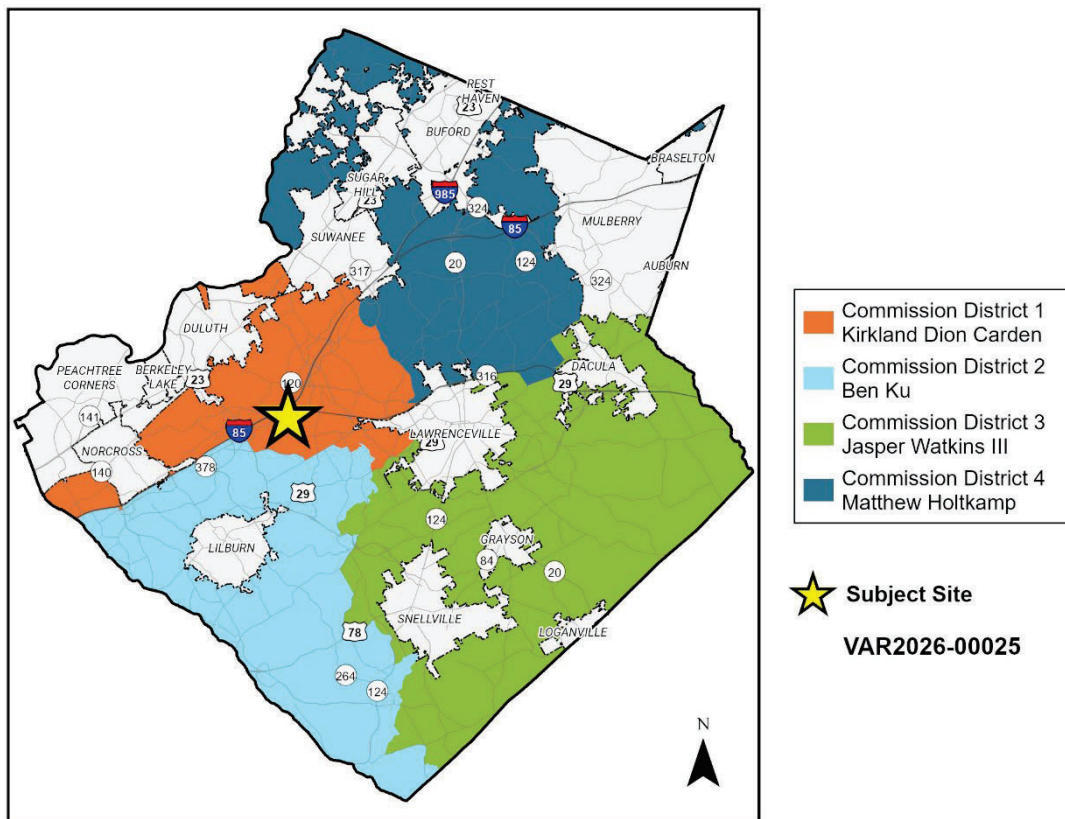 REST
HAVEN
23
BUFORD
BRASELTON
SUGAR
HILL
23
985
324
85
MULBERRY
SUWANEE
317
20
124
AUBURN
324
DULUTH
PEACHTREE
CORNERS
BERKELEY
LAKE
23
120
316
29
DACULA
141
85
LAWRENCEVILLE
29
NORCROSS
140
378
29
LILBURN
124
GRAYSON
84
20
SNELLVILLE
LOGANVILLE
78
264
124
N
Commission District 1
Kirkland Dion Carden
Commission District 2
Ben Ku
Commission District 3
Jasper Watkins III
Commission District 4
Matthew Holtkamp
Subject Site
VAR2026-00025